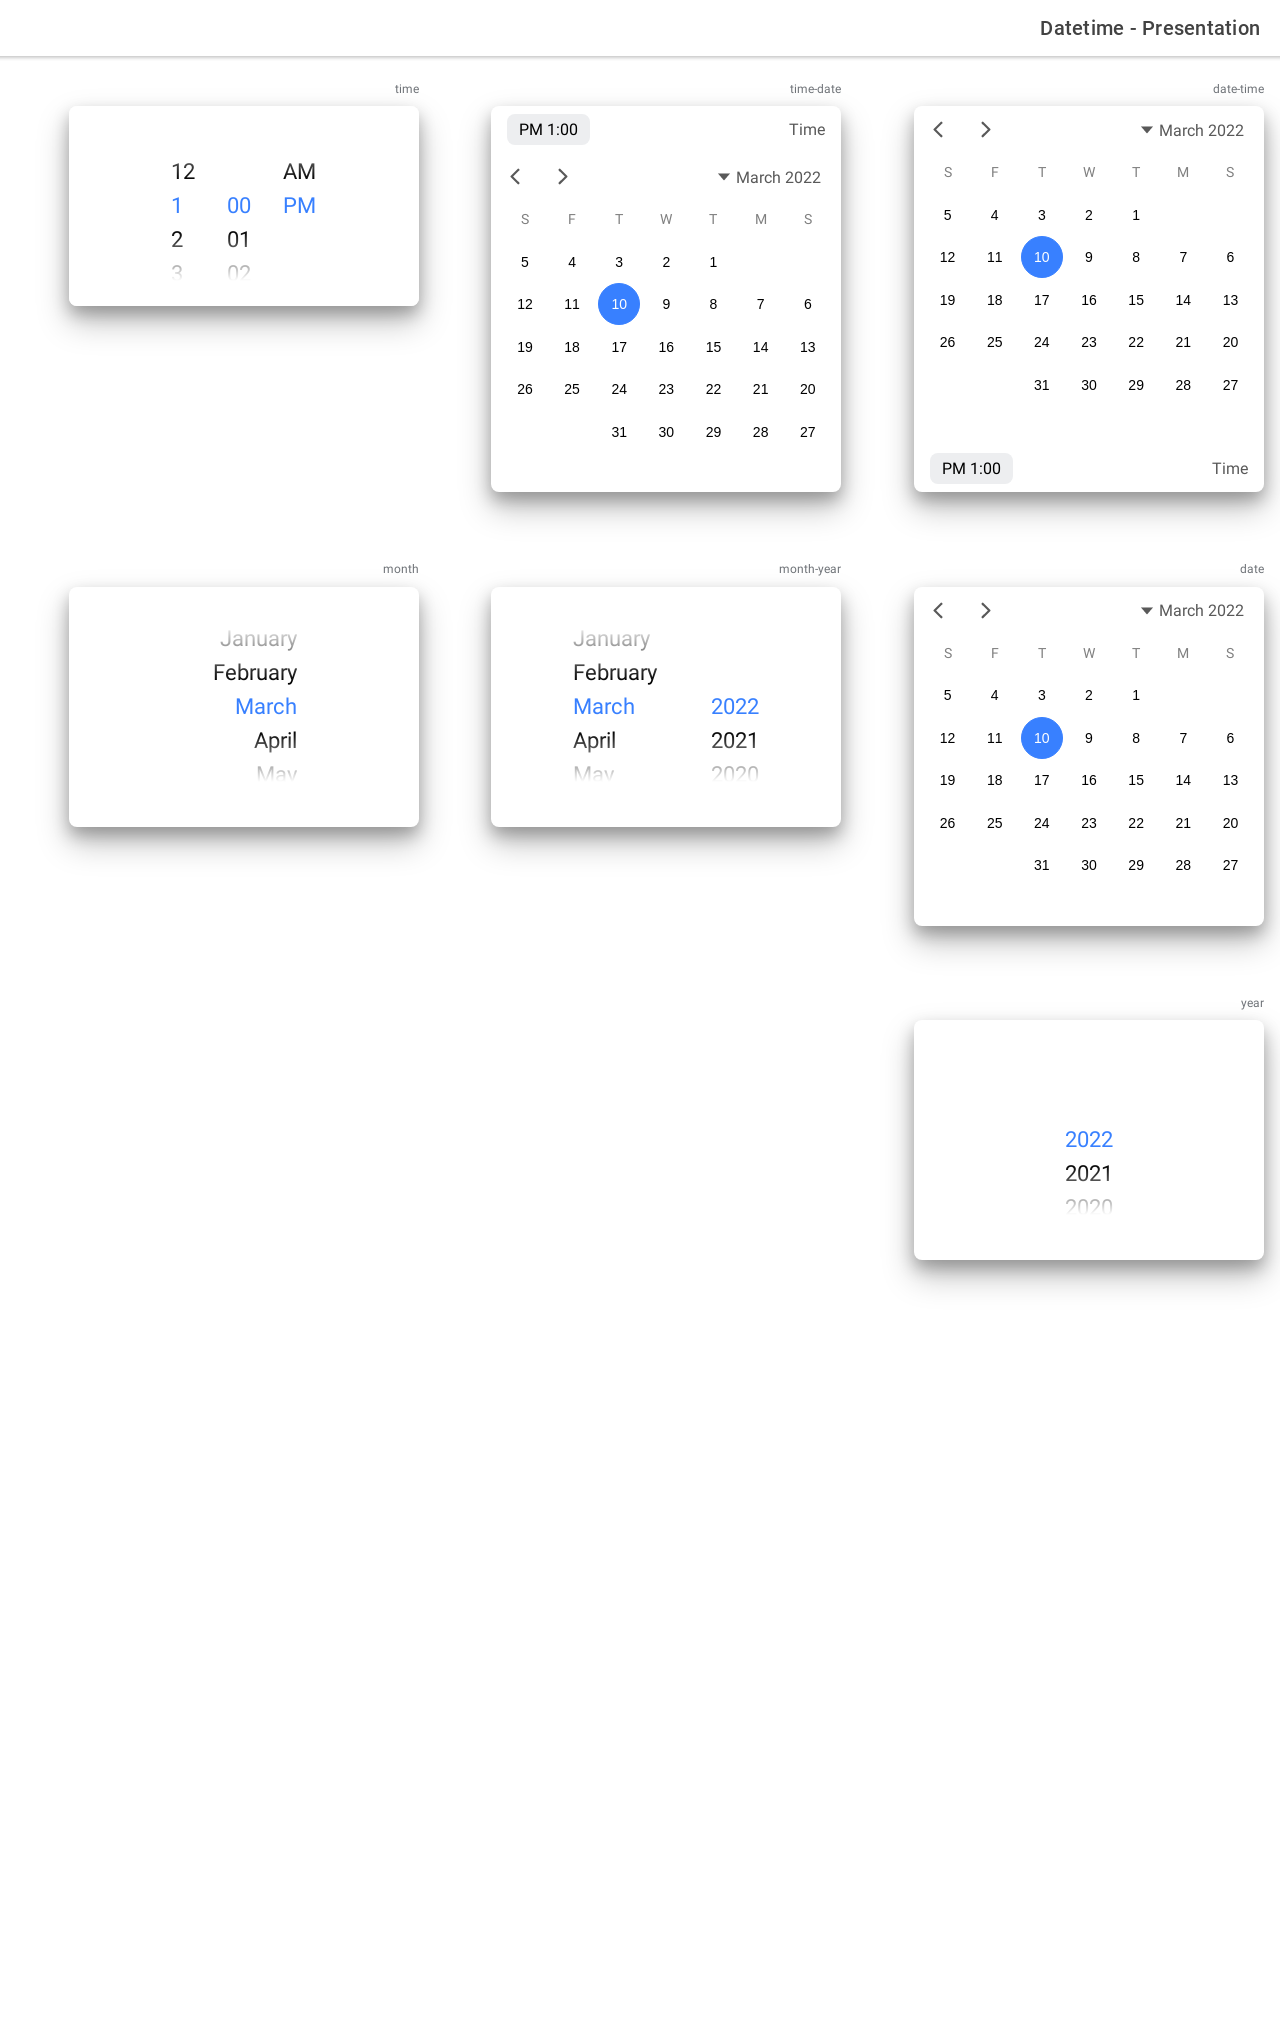 Datetime - Presentation
date-time
March 2022
S M T W T F S
1 2 3 4 5
6 7 8 9 10 11 12
13 14 15 16 17 18 19
20 21 22 23 24 25 26
27 28 29 30 31
Time
PM 1:00
time-date
Time
PM 1:00
March 2022
S M T W T F S
1 2 3 4 5
6 7 8 9 10 11 12
13 14 15 16 17 18 19
20 21 22 23 24 25 26
27 28 29 30 31
time
12 AM
1 00 PM
2 01
3 02
date
March 2022
S M T W T F S
1 2 3 4 5
6 7 8 9 10 11 12
13 14 15 16 17 18 19
20 21 22 23 24 25 26
27 28 29 30 31
month-year
January
February
March 2022
April 2021
May 2020
month
January
February
March
April
May
year
2022
2021
2020